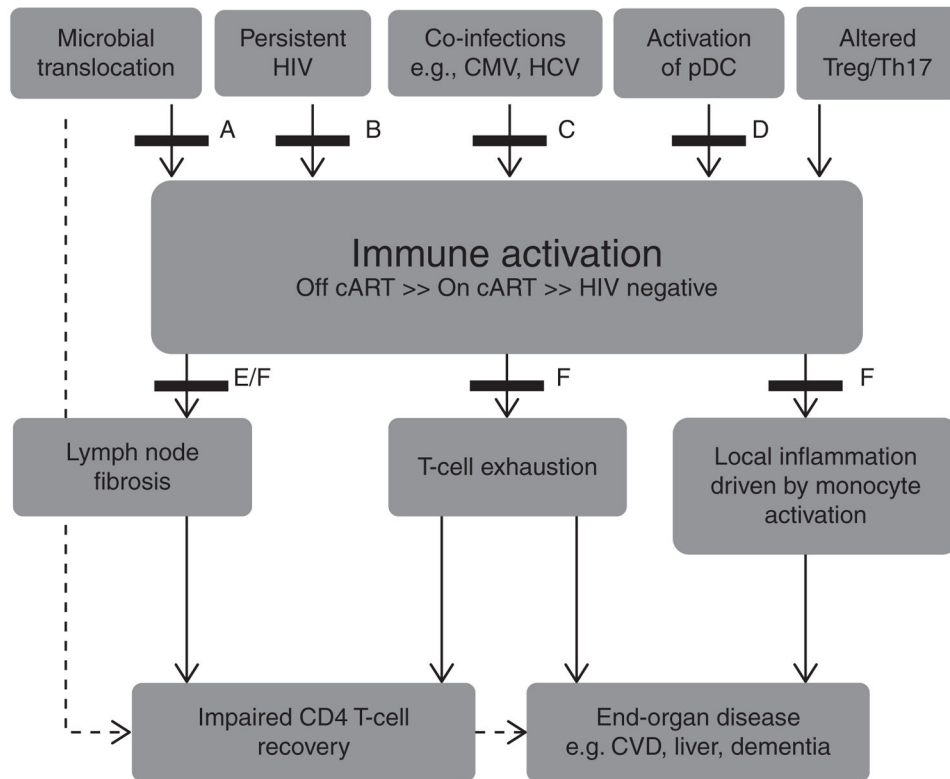 Microbial
translocation
Persistent
HIV
Co-infections
e.g., CMV, HCV
Activation
of pDC
Altered
Treg/Th17
A
B
C
D
Immune activation
Off cART >> On cART >> HIV negative
E/F
F
F
Lymph node
fibrosis
T-cell exhaustion
Local inflammation
driven by monocyte
activation
Impaired CD4 T-cell
recovery
End-organ disease
e.g. CVD, liver, dementia